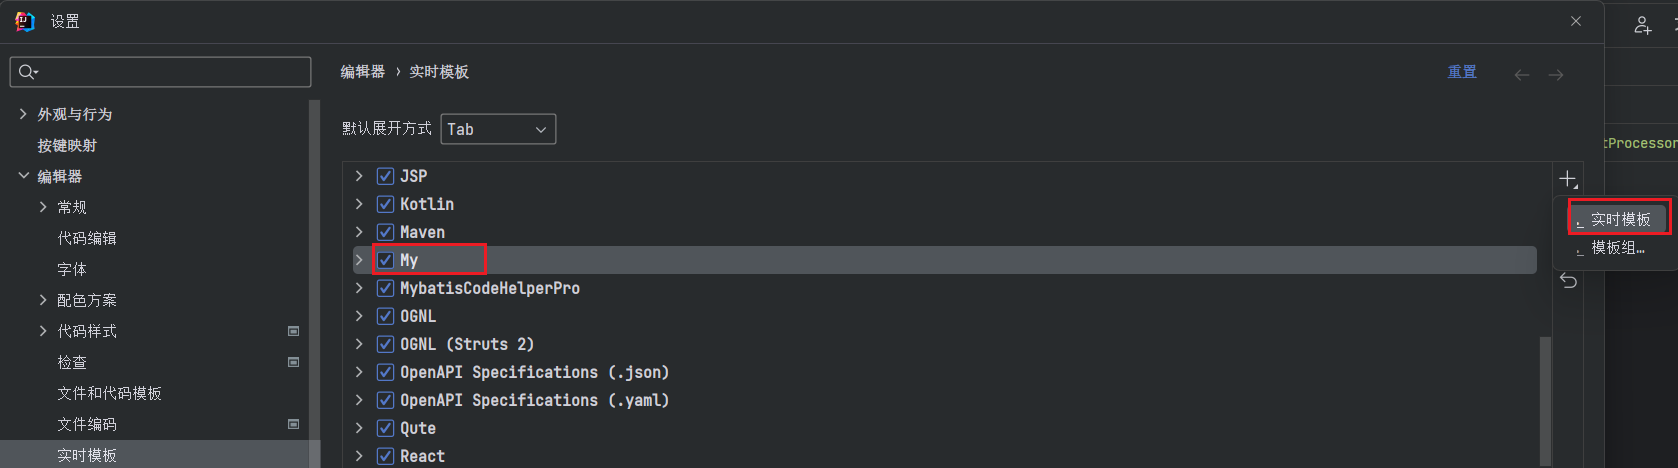 设置
编辑器 › 实时模板
重置
外观与行为
按键映射
编辑器
常规
代码编辑
字体
配色方案
代码样式
检查
文件和代码模板
文件编码
实时模板
默认展开方式 Tab
JSP
Kotlin
Maven
My
MybatisCodeHelperPro
OGNL
OGNL (Struts 2)
OpenAPI Specifications (.json)
OpenAPI Specifications (.yaml)
Qute
React
实时模板
模板组...
tProcessor